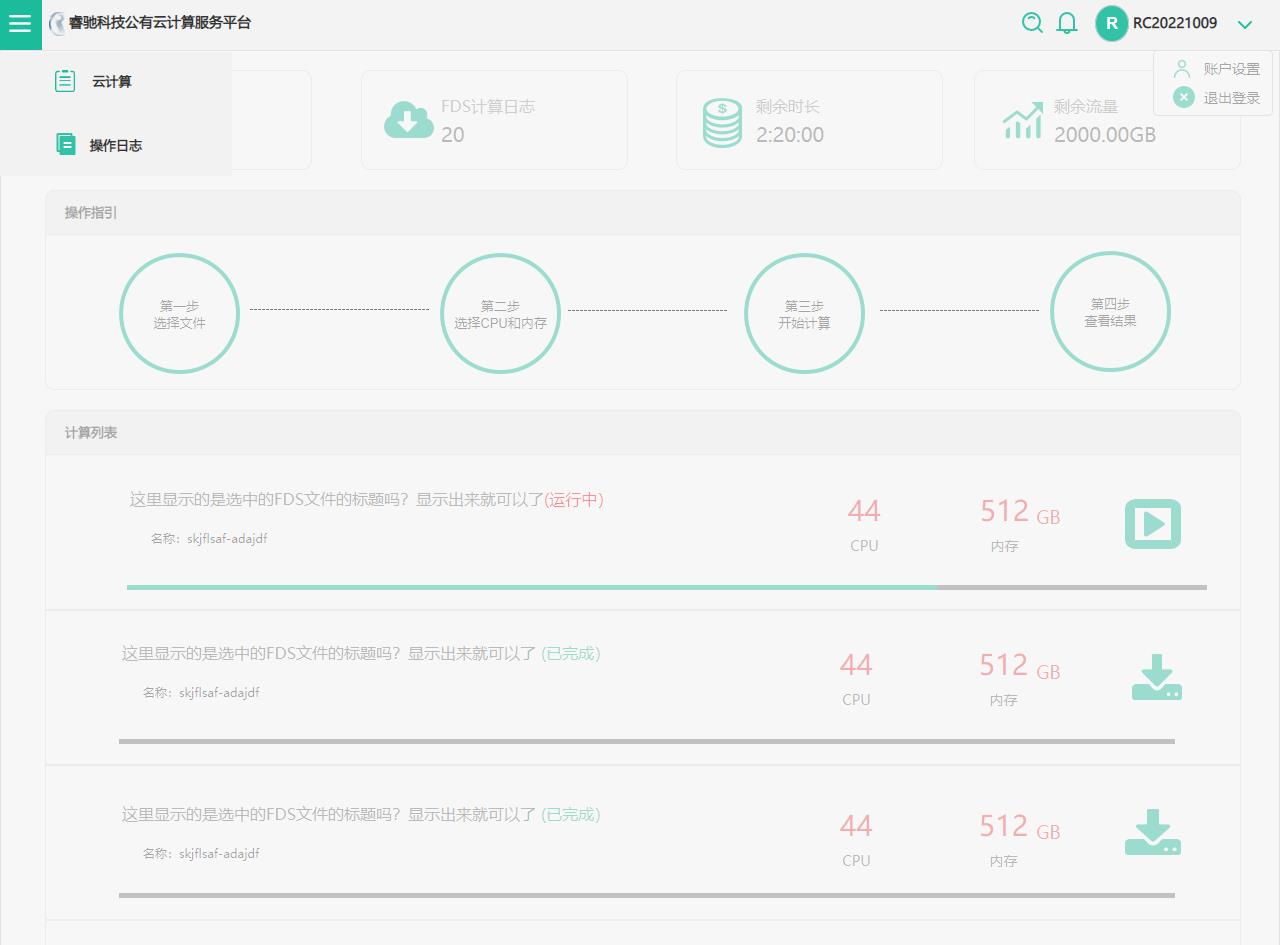 睿驰科技公有云计算服务平台
R RC20221009
账户设置
退出登录
云计算
操作日志
FDS计算日志
20
剩余时长
2:20:00
剩余流量
2000.00GB
操作指引
第一步
选择文件
第二步
选择CPU和内存
第三步
开始计算
第四步
查看结果
计算列表
这里显示的是选中的FDS文件的标题吗？显示出来就可以了(运行中)
名称：skjflsaf-adajdf
44
CPU
512 GB
内存
这里显示的是选中的FDS文件的标题吗？显示出来就可以了 (已完成)
名称：skjflsaf-adajdf
44
CPU
512 GB
内存
这里显示的是选中的FDS文件的标题吗？显示出来就可以了 (已完成)
名称：skjflsaf-adajdf
44
CPU
512 GB
内存